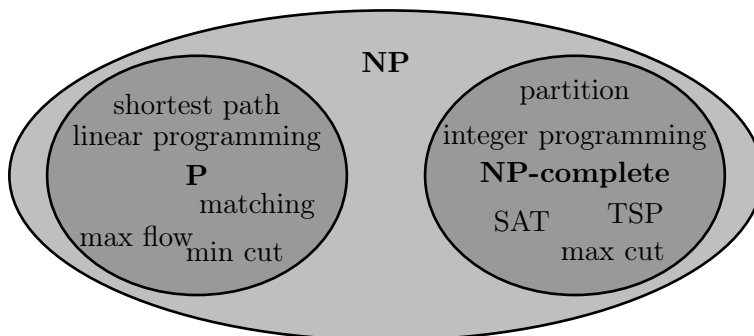 NP
shortest path
linear programming
P
matching
max flow
min cut
partition
integer programming
NP-complete
SAT
TSP
max cut